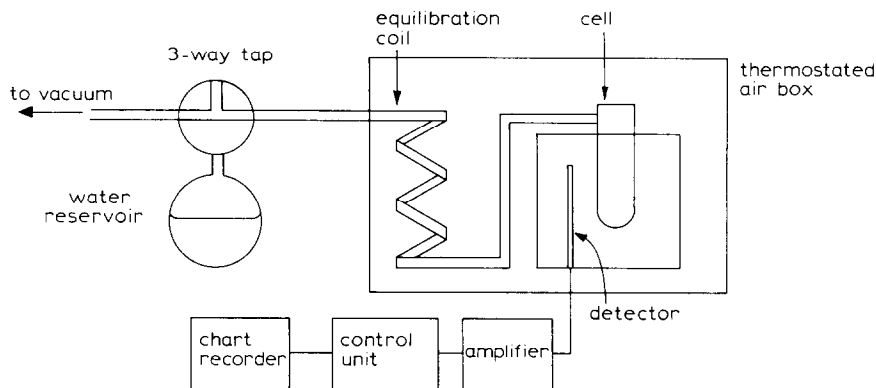 equilibration
coil
cell
3-way tap
thermostated
air box
to vacuum
water
reservoir
detector
chart
recorder
control
unit
amplifier